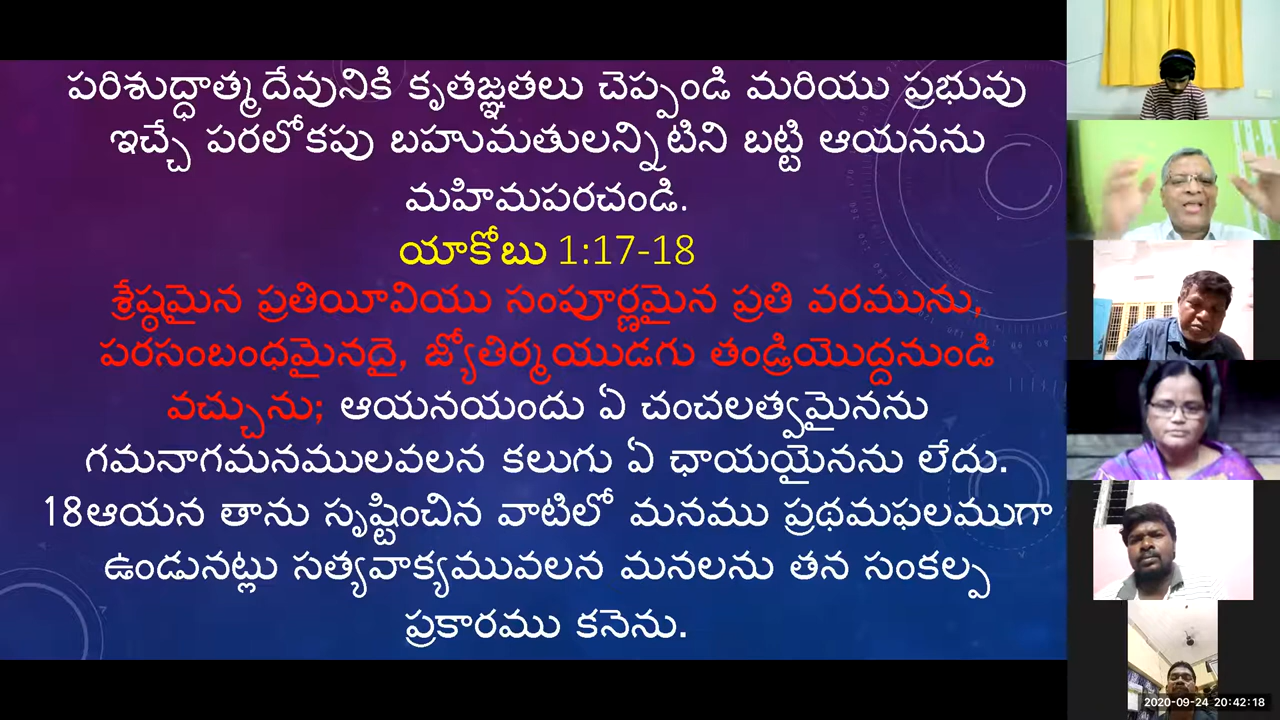 పరిశుద్ధాత్మదేవునికి కృతజ్ఞతలు చెప్పండి మరియు ప్రభువు
ఇచ్చే పరలోకపు బహుమతులన్నిటిని బట్టి ఆయనను
మహిమపరచండి.
యాకోబు 1:17-18
శ్రేష్ఠమైన ప్రతియీవియు సంపూర్ణమైన ప్రతి వరమును,
పరసంబంధమైనదై, జ్యోతిర్మయుడగు తండ్రియొద్దనుండి
వచ్చును; ఆయనయందు ఏ చంచలత్వమైనను
గమనాగమనములవలన కలుగు ఏ ఛాయయైనను లేదు.
18ఆయన తాను సృష్టించిన వాటిలో మనము ప్రథమఫలముగా
ఉండునట్లు సత్యవాక్యమువలన మనలను తన సంకల్ప
ప్రకారము కనెను.
2020-09-24 20:42:18